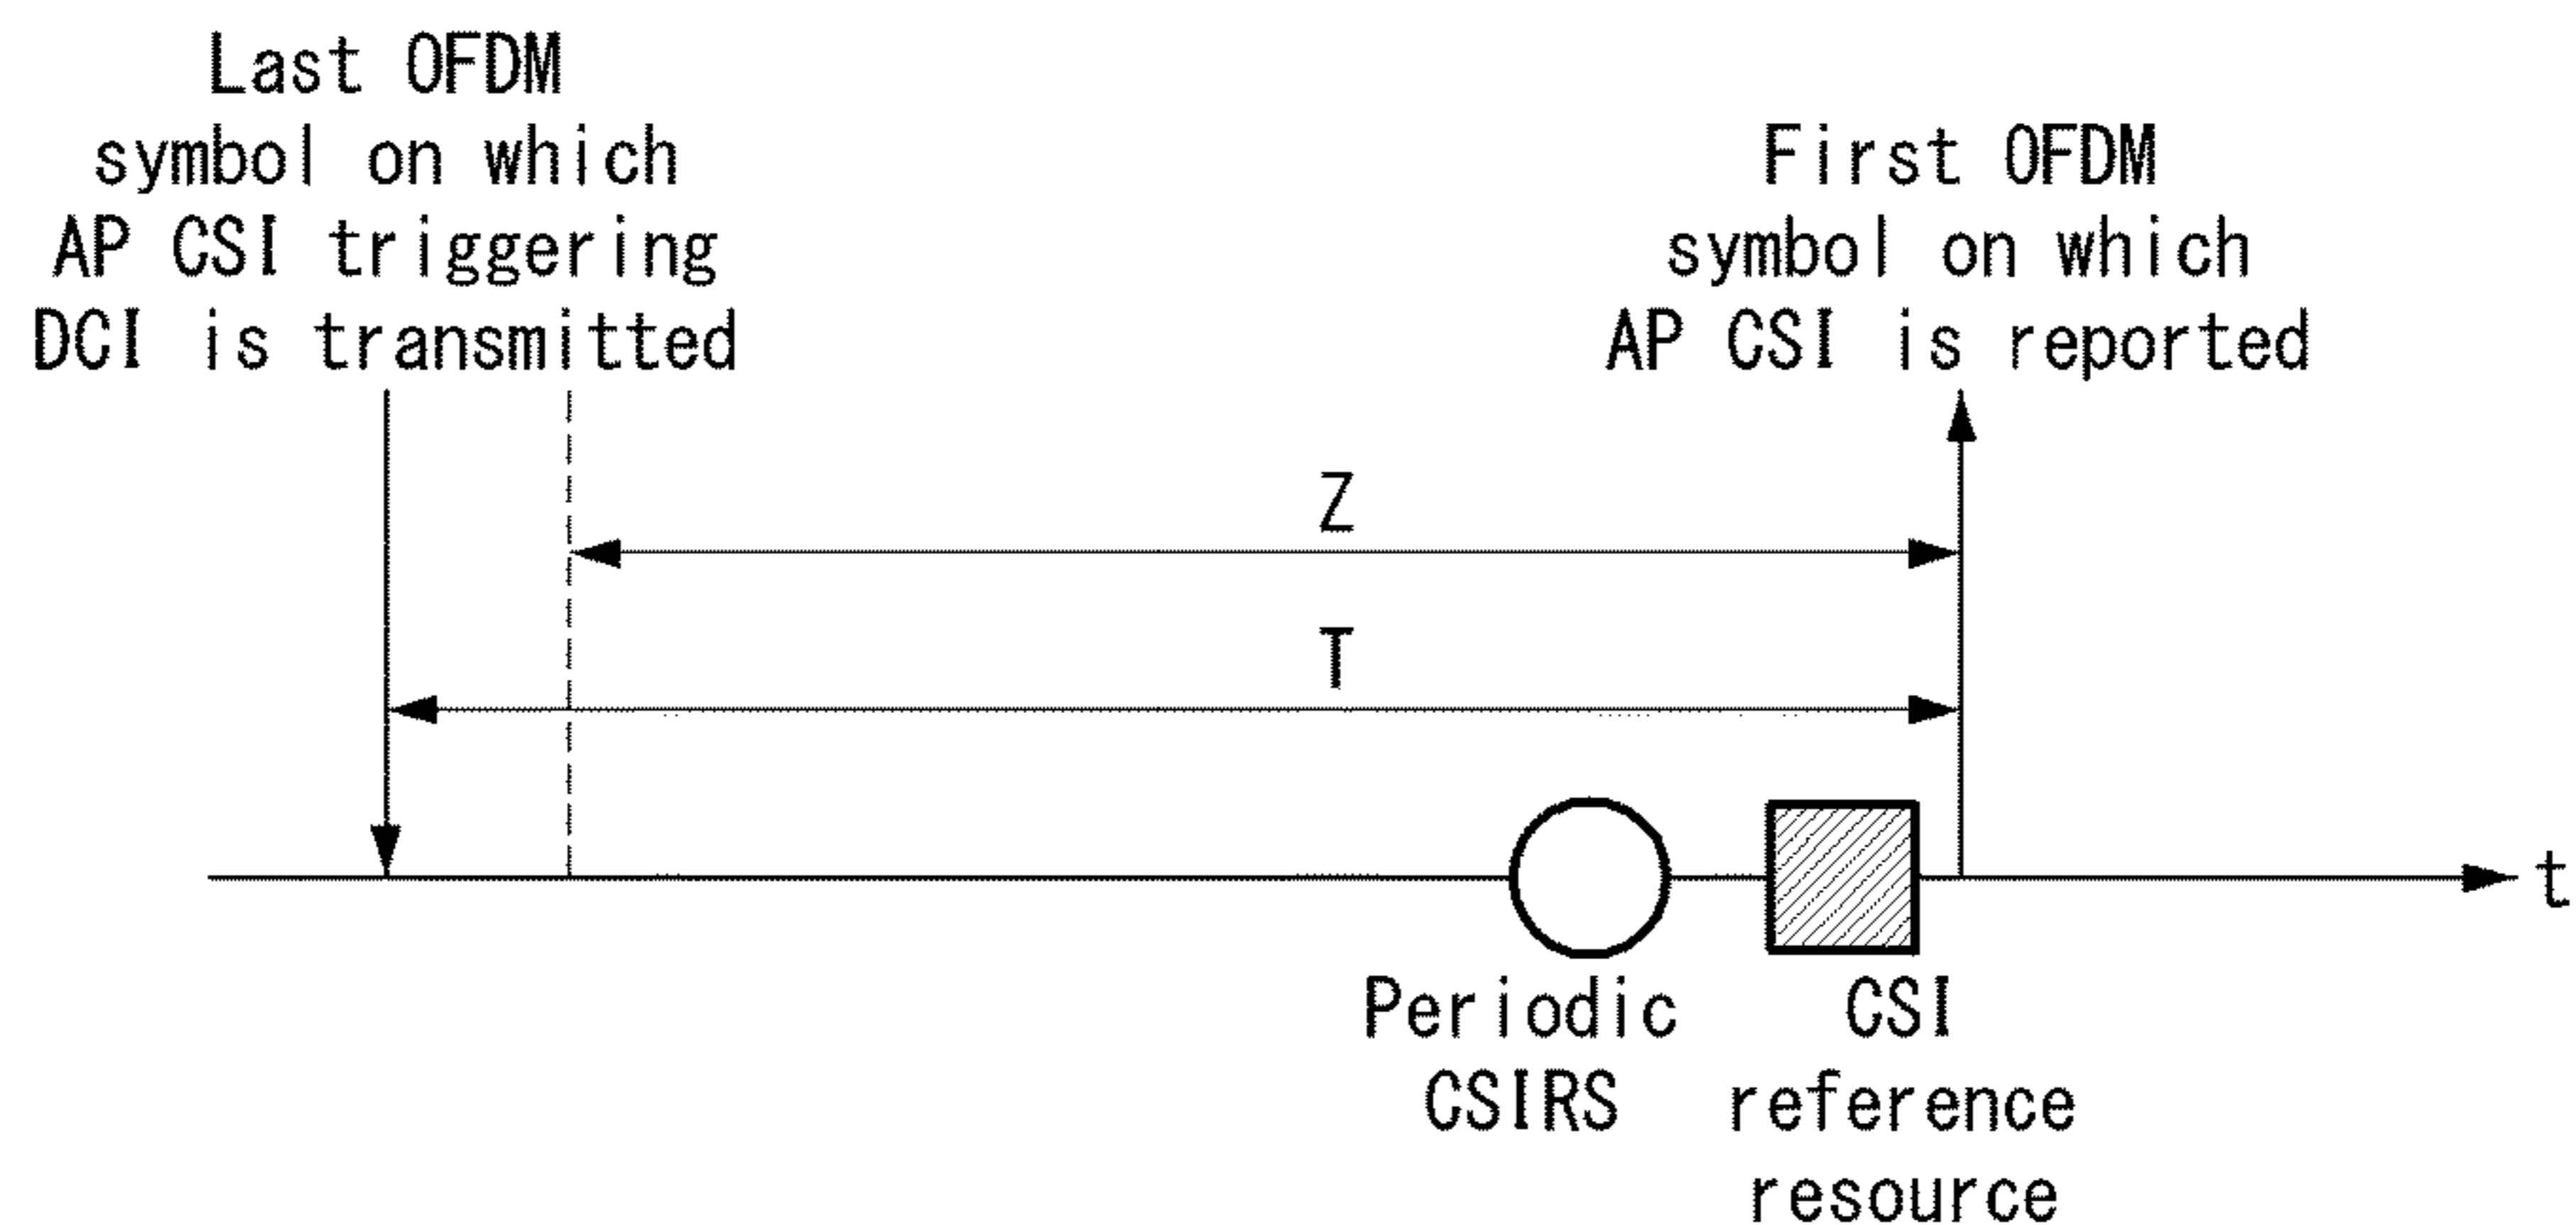 Last OFDM
symbol on which
AP CSI triggering
DCI is transmitted
First OFDM
symbol on which
AP CSI is reported
Z
T
t
Periodic
CSIRS
CSI
reference
resource